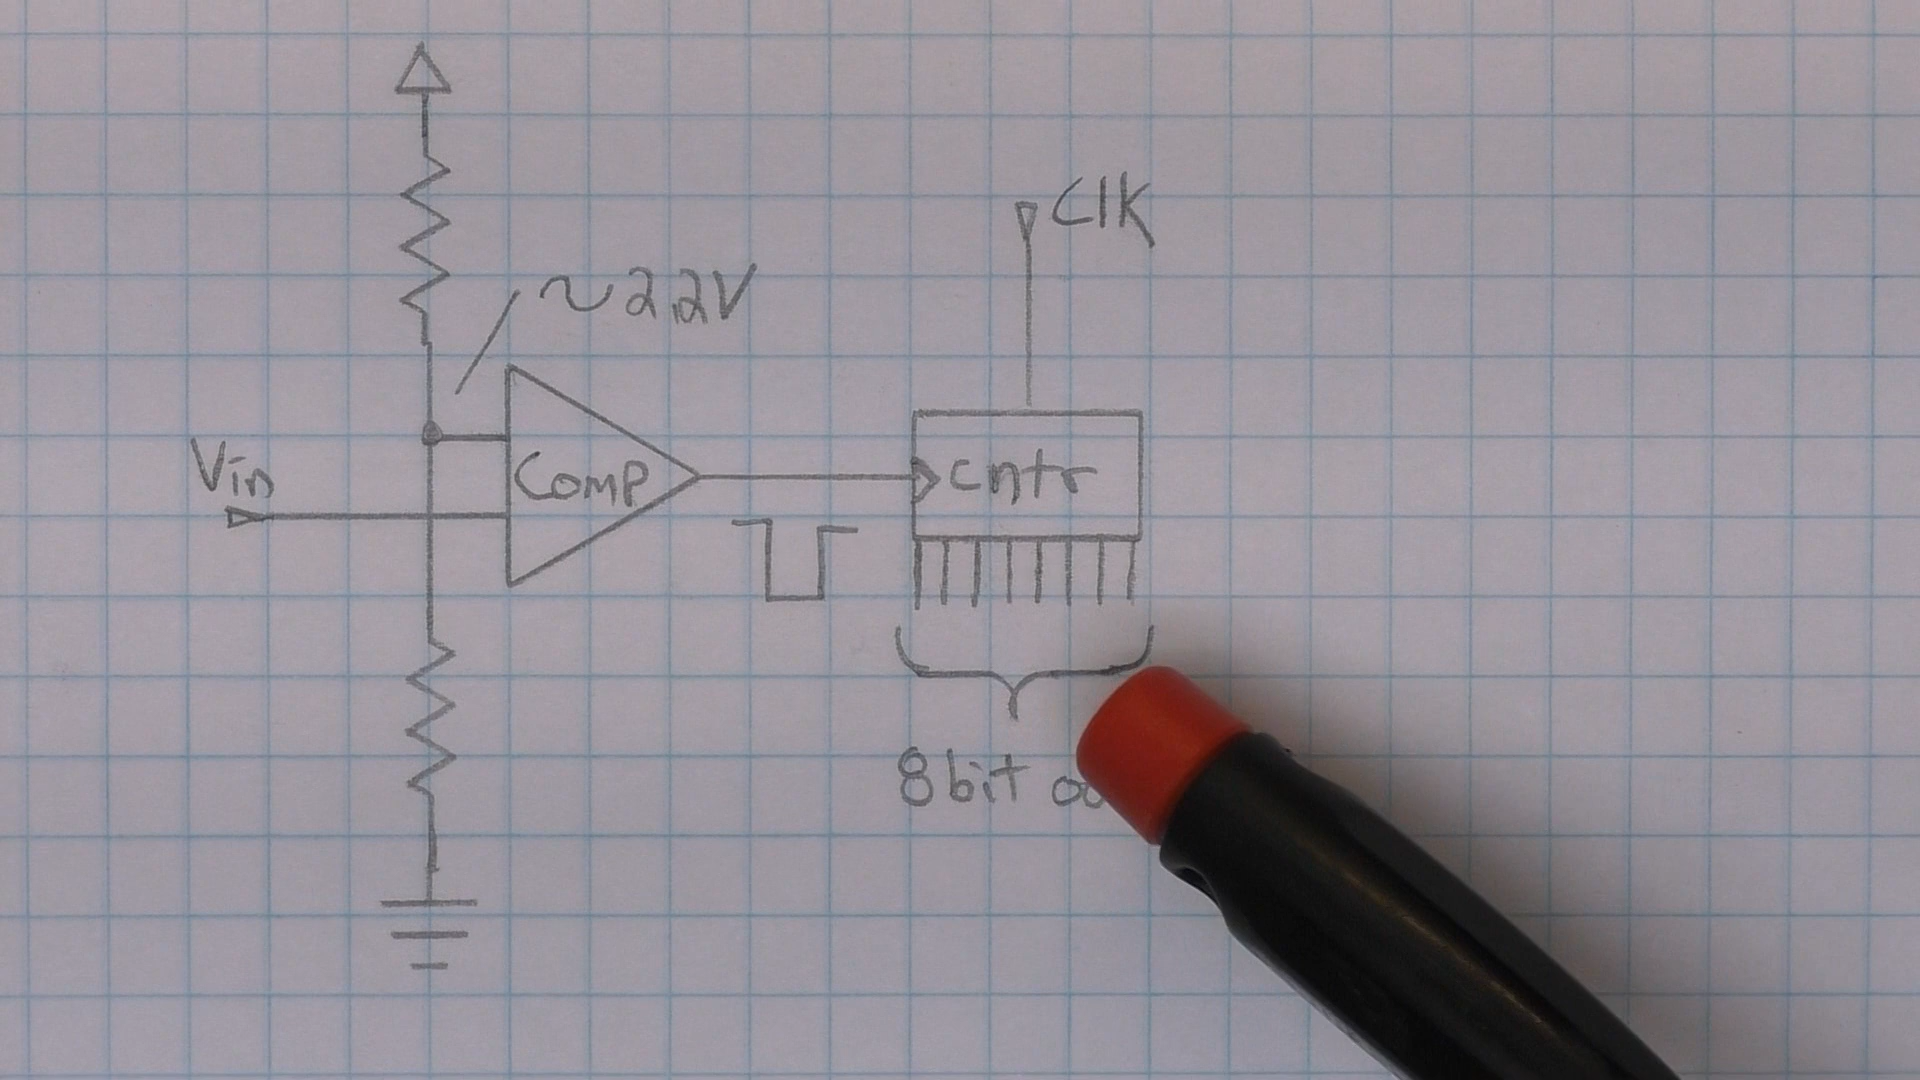 Clk
~2.2V
Vin
Comp
cntr
8 bit